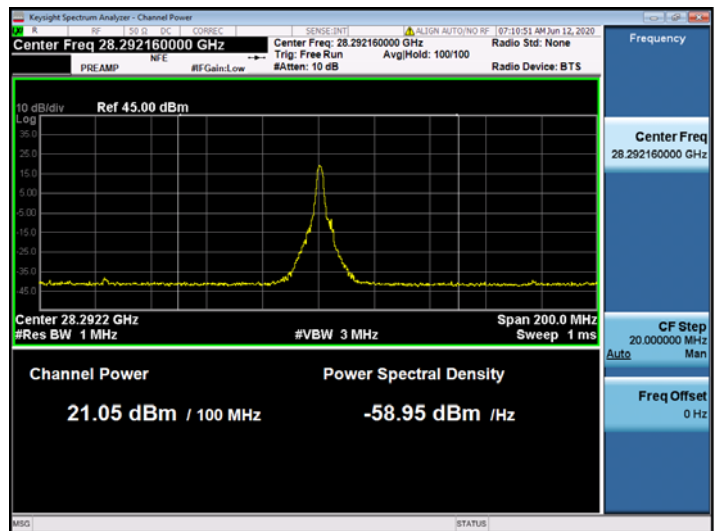 Keysight Spectrum Analyzer - Channel Power
R RF 50 Ω DC CORREC SENSE:INT ALIGN AUTO/NO RF 07:10:51 AM Jun 12, 2020
Center Freq 28.292160000 GHz
Center Freq: 28.292160000 GHz Radio Std: None
NFE Trig: Free Run Avg|Hold: 100/100
PREAMP #IFGain:Low #Atten: 10 dB Radio Device: BTS
10 dB/div Ref 45.00 dBm
Log
35.0
25.0
15.0
5.00
-5.00
-15.0
-25.0
-35.0
-45.0
Center 28.2922 GHz Span 200.0 MHz
#Res BW 1 MHz #VBW 3 MHz Sweep 1 ms
Channel Power Power Spectral Density
21.05 dBm / 100 MHz -58.95 dBm /Hz
Frequency
Center Freq
28.292160000 GHz
CF Step
20.000000 MHz
Auto Man
Freq Offset
0 Hz
MSG STATUS